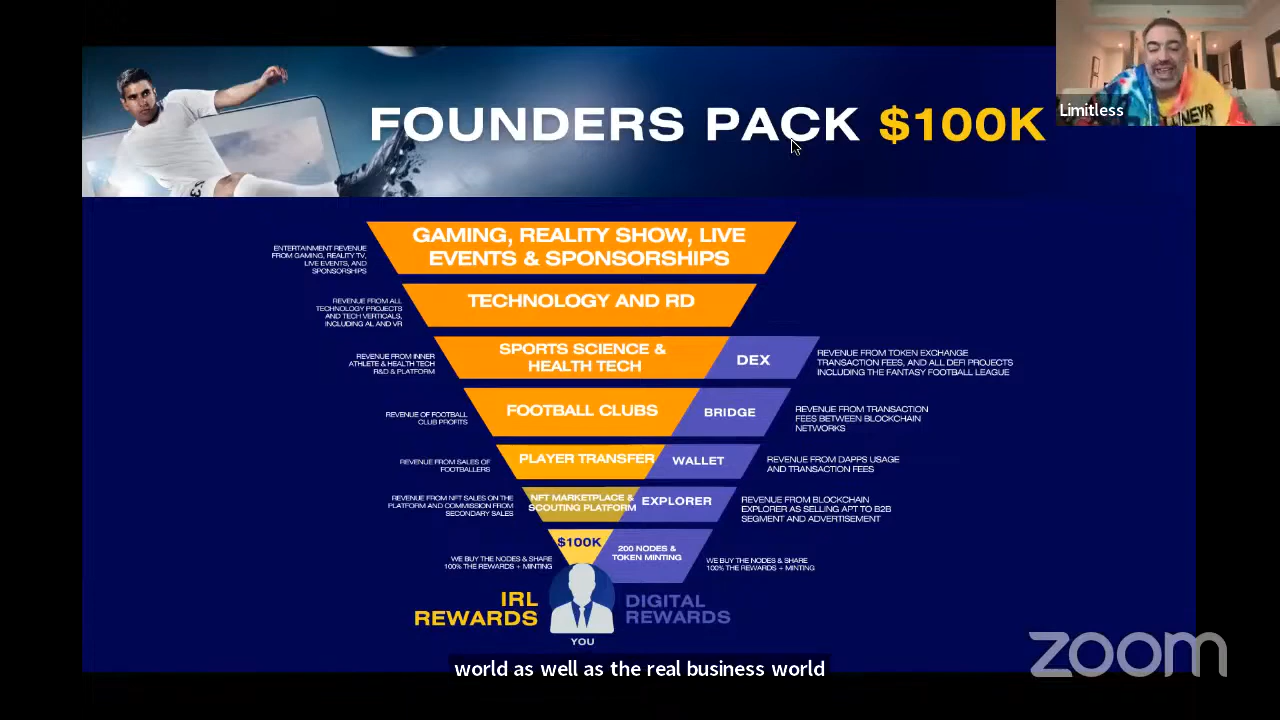 Limitless
FOUNDERS PACK $100K
GAMING, REALITY SHOW, LIVE
EVENTS & SPONSORSHIPS
ENTERTAINMENT REVENUE
FROM GAMING, REALITY TV,
LIVE EVENTS, AND
SPONSORSHIPS
TECHNOLOGY AND RD
REVENUE FROM ALL
TECHNOLOGY PROJECTS
AND TECH VERTICALS,
INCLUDING AL AND VR
SPORTS SCIENCE &
HEALTH TECH
REVENUE FROM INNER
ATHLETE & HEALTH TECH
R&D & PLATFORM
DEX
REVENUE FROM TOKEN EXCHANGE
TRANSACTION FEES, AND ALL DEFI PROJECTS
INCLUDING THE FANTASY FOOTBALL LEAGUE
FOOTBALL CLUBS
REVENUE OF FOOTBALL
CLUB PROFITS
BRIDGE
REVENUE FROM TRANSACTION
FEES BETWEEN BLOCKCHAIN
NETWORKS
PLAYER TRANSFER
REVENUE FROM SALES OF
FOOTBALLERS
WALLET
REVENUE FROM DAPPS USAGE
AND TRANSACTION FEES
NFT MARKETPLACE &
SCOUTING PLATFORM
REVENUE FROM NFT SALES ON THE
PLATFORM AND COMMISSION FROM
SECONDARY SALES
EXPLORER
REVENUE FROM BLOCKCHAIN
EXPLORER AS SELLING APT TO B2B
SEGMENT AND ADVERTISEMENT
$100K
WE BUY THE NODES & SHARE
100% THE REWARDS + MINTING
200 NODES &
TOKEN MINTING
WE BUY THE NODES & SHARE
100% THE REWARDS + MINTING
IRL
REWARDS
DIGITAL
REWARDS
YOU
world as well as the real business world
zoom